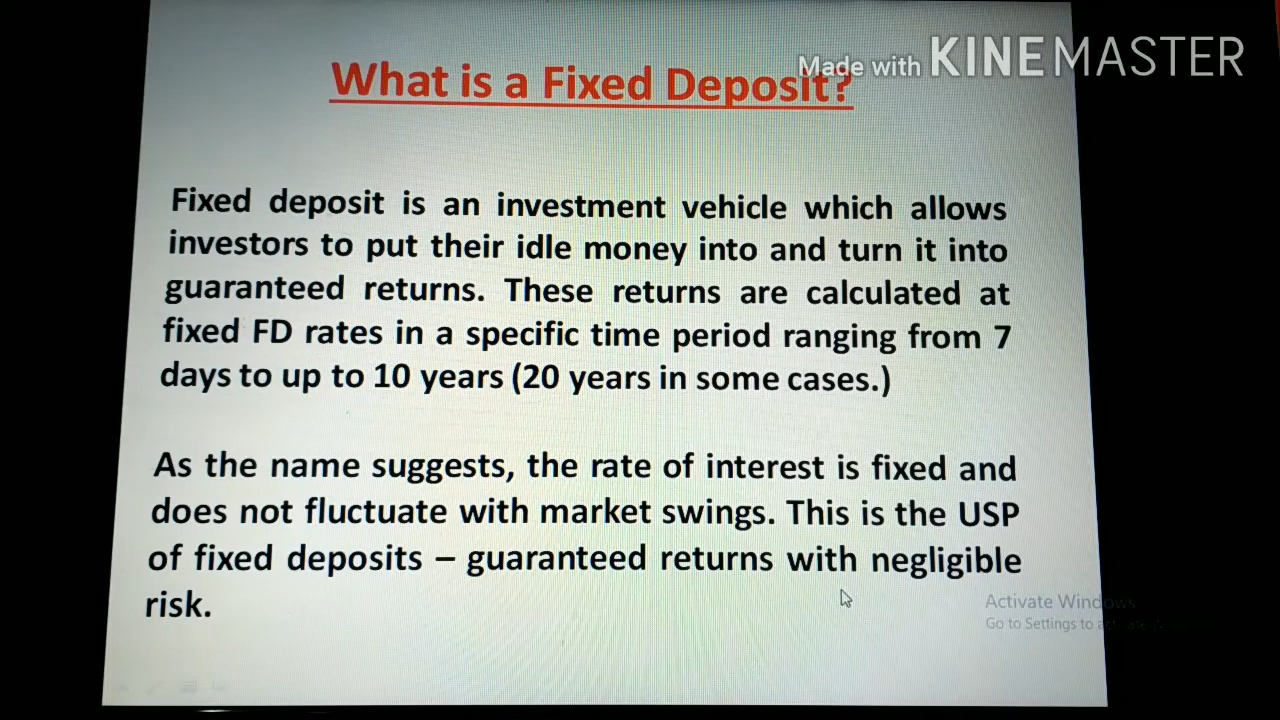 Made with KINEMASTER
What is a Fixed Deposit?
Fixed deposit is an investment vehicle which allows
investors to put their idle money into and turn it into
guaranteed returns. These returns are calculated at
fixed FD rates in a specific time period ranging from 7
days to up to 10 years (20 years in some cases.)
As the name suggests, the rate of interest is fixed and
does not fluctuate with market swings. This is the USP
of fixed deposits – guaranteed returns with negligible
risk.
Activate Windows
Go to Settings to